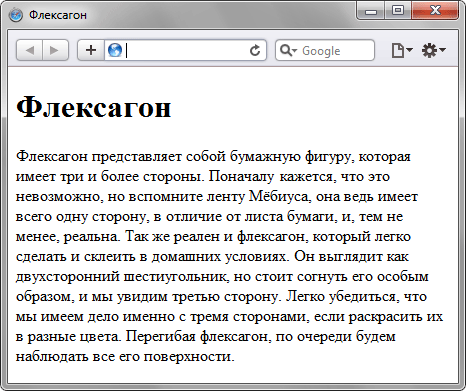 Флексагон
Google
Флексагон
Флексагон представляет собой бумажную фигуру, которая
имеет три и более стороны. Поначалу кажется, что это
невозможно, но вспомните ленту Мёбиуса, она ведь имеет
всего одну сторону, в отличие от листа бумаги, и, тем не
менее, реальна. Так же реален и флексагон, который легко
сделать и склеить в домашних условиях. Он выглядит как
двухсторонний шестиугольник, но стоит согнуть его особым
образом, и мы увидим третью сторону. Легко убедиться, что
мы имеем дело именно с тремя сторонами, если раскрасить их
в разные цвета. Перегибая флексагон, по очереди будем
наблюдать все его поверхности.